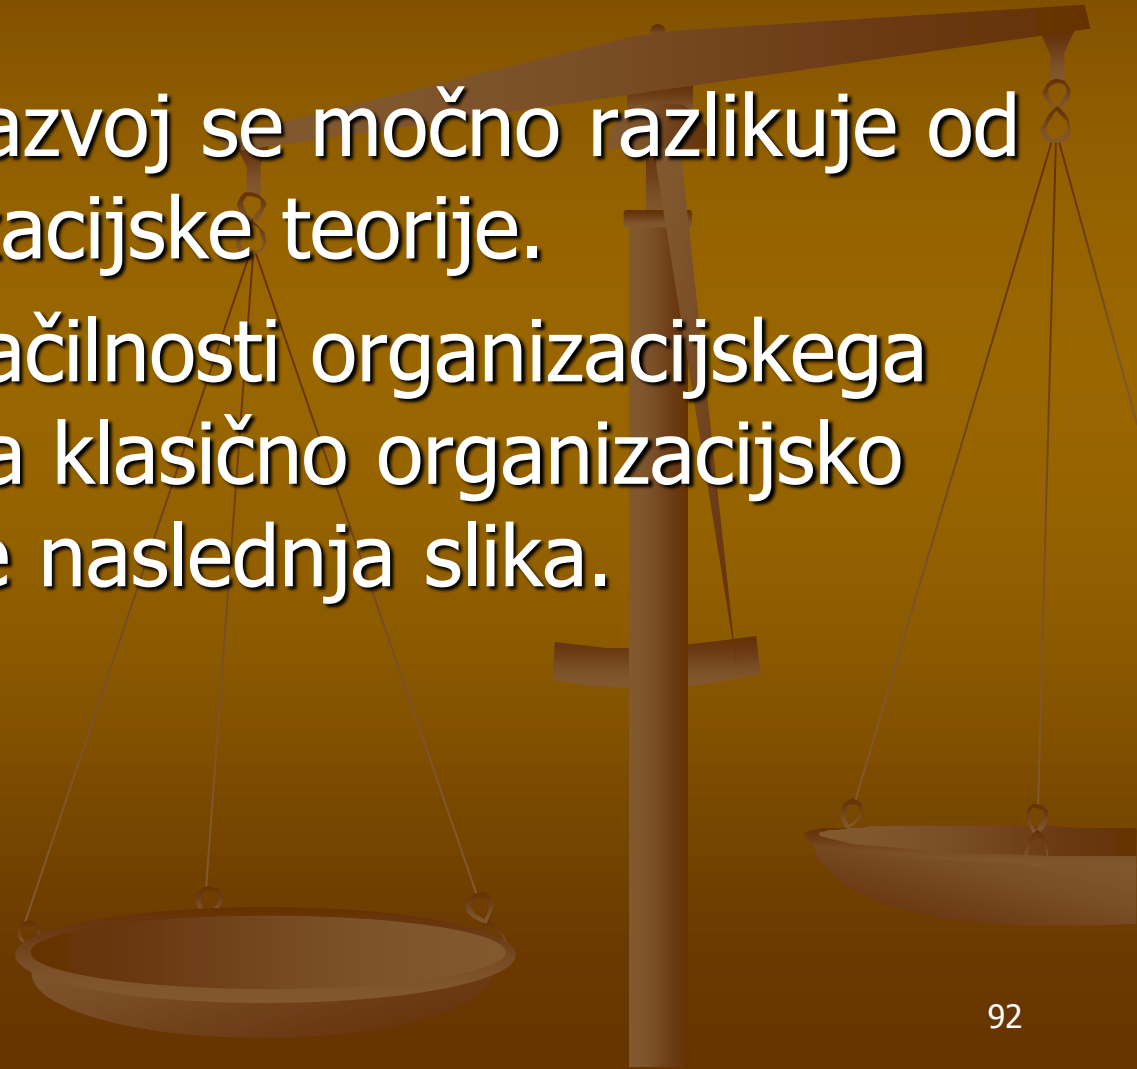 azvoj se močno razlikuje od
acijske teorije.
ačilnosti organizacijskega
a klasično organizacijsko
e naslednja slika.
92